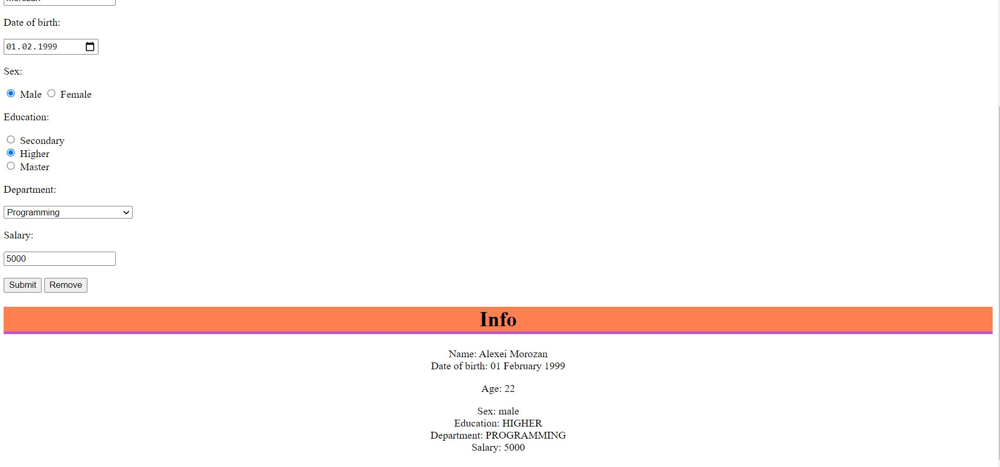 Morozan
Date of birth:
01.02.1999
Sex:
Male Female
Education:
Secondary
Higher
Master
Department:
Programming
Salary:
5000
Submit Remove
Info
Name: Alexei Morozan
Date of birth: 01 February 1999
Age: 22
Sex: male
Education: HIGHER
Department: PROGRAMMING
Salary: 5000